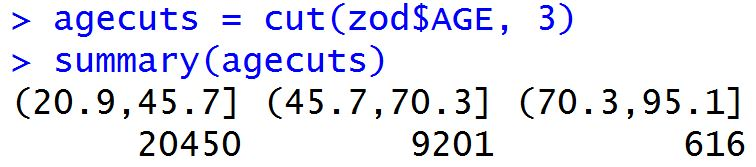 > agecuts = cut(zod$AGE, 3)
> summary(agecuts)
(20.9,45.7] (45.7,70.3] (70.3,95.1]
20450 9201 616